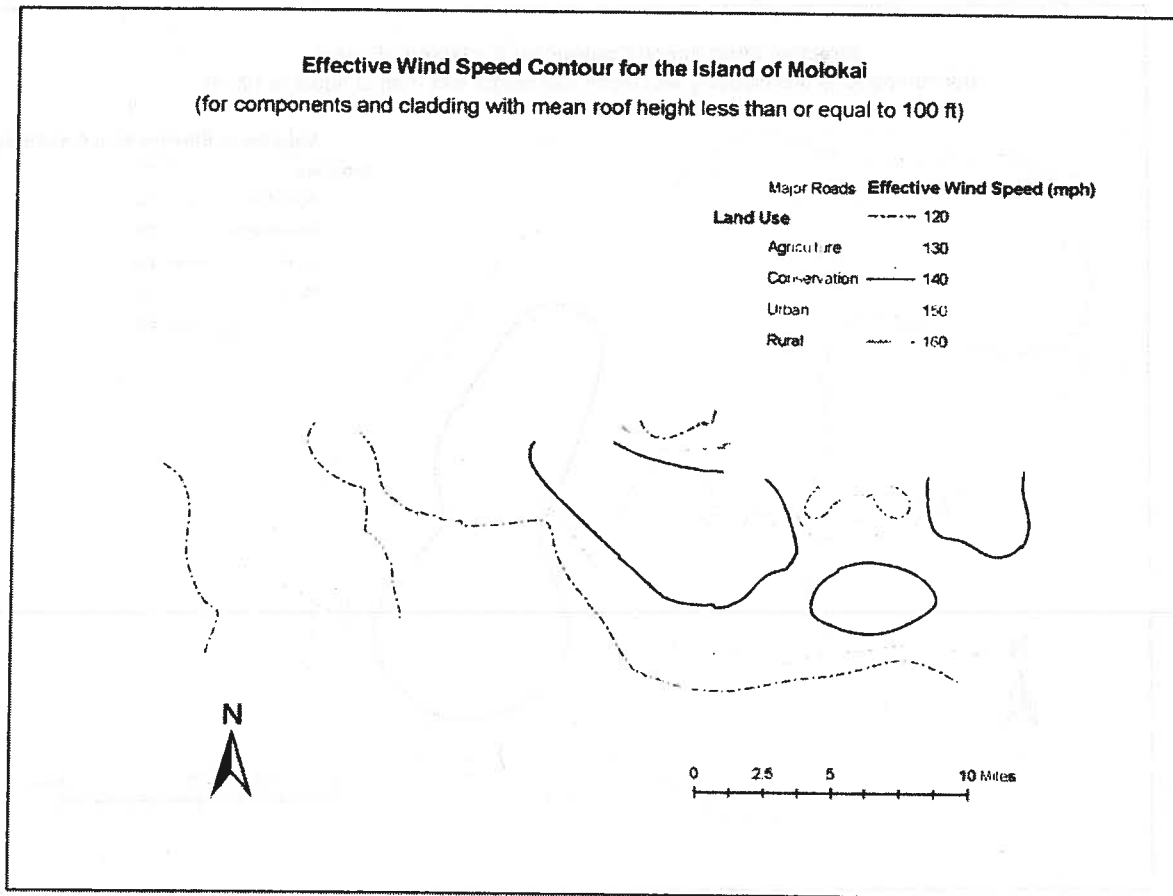 Effective Wind Speed Contour for the Island of Molokai
(for components and cladding with mean roof height less than or equal to 100 ft)
Major Roads Effective Wind Speed (mph)
Land Use 120
Agriculture 130
Conservation 140
Urban 150
Rural 160
N
0 2.5 5 10 Miles